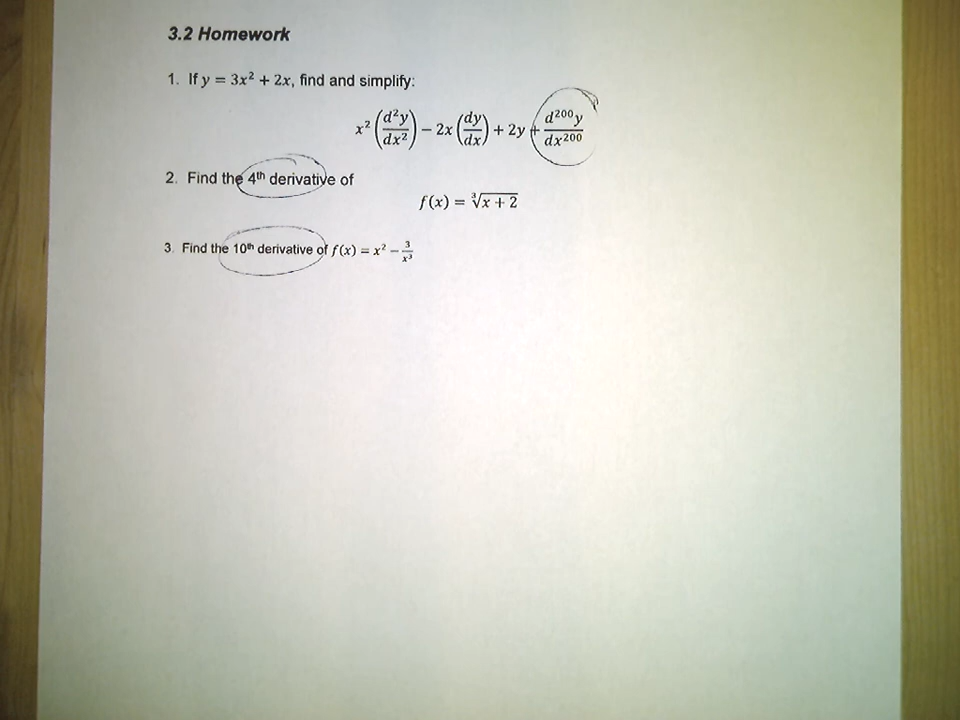 3.2 Homework
1. If y = 3x² + 2x, find and simplify:
x² (d²y/dx²) − 2x (dy/dx) + 2y + d²⁰⁰y/dx²⁰⁰
2. Find the 4th derivative of
f(x) = ∛(x + 2)
3. Find the 10th derivative of f(x) = x² − 3/x³